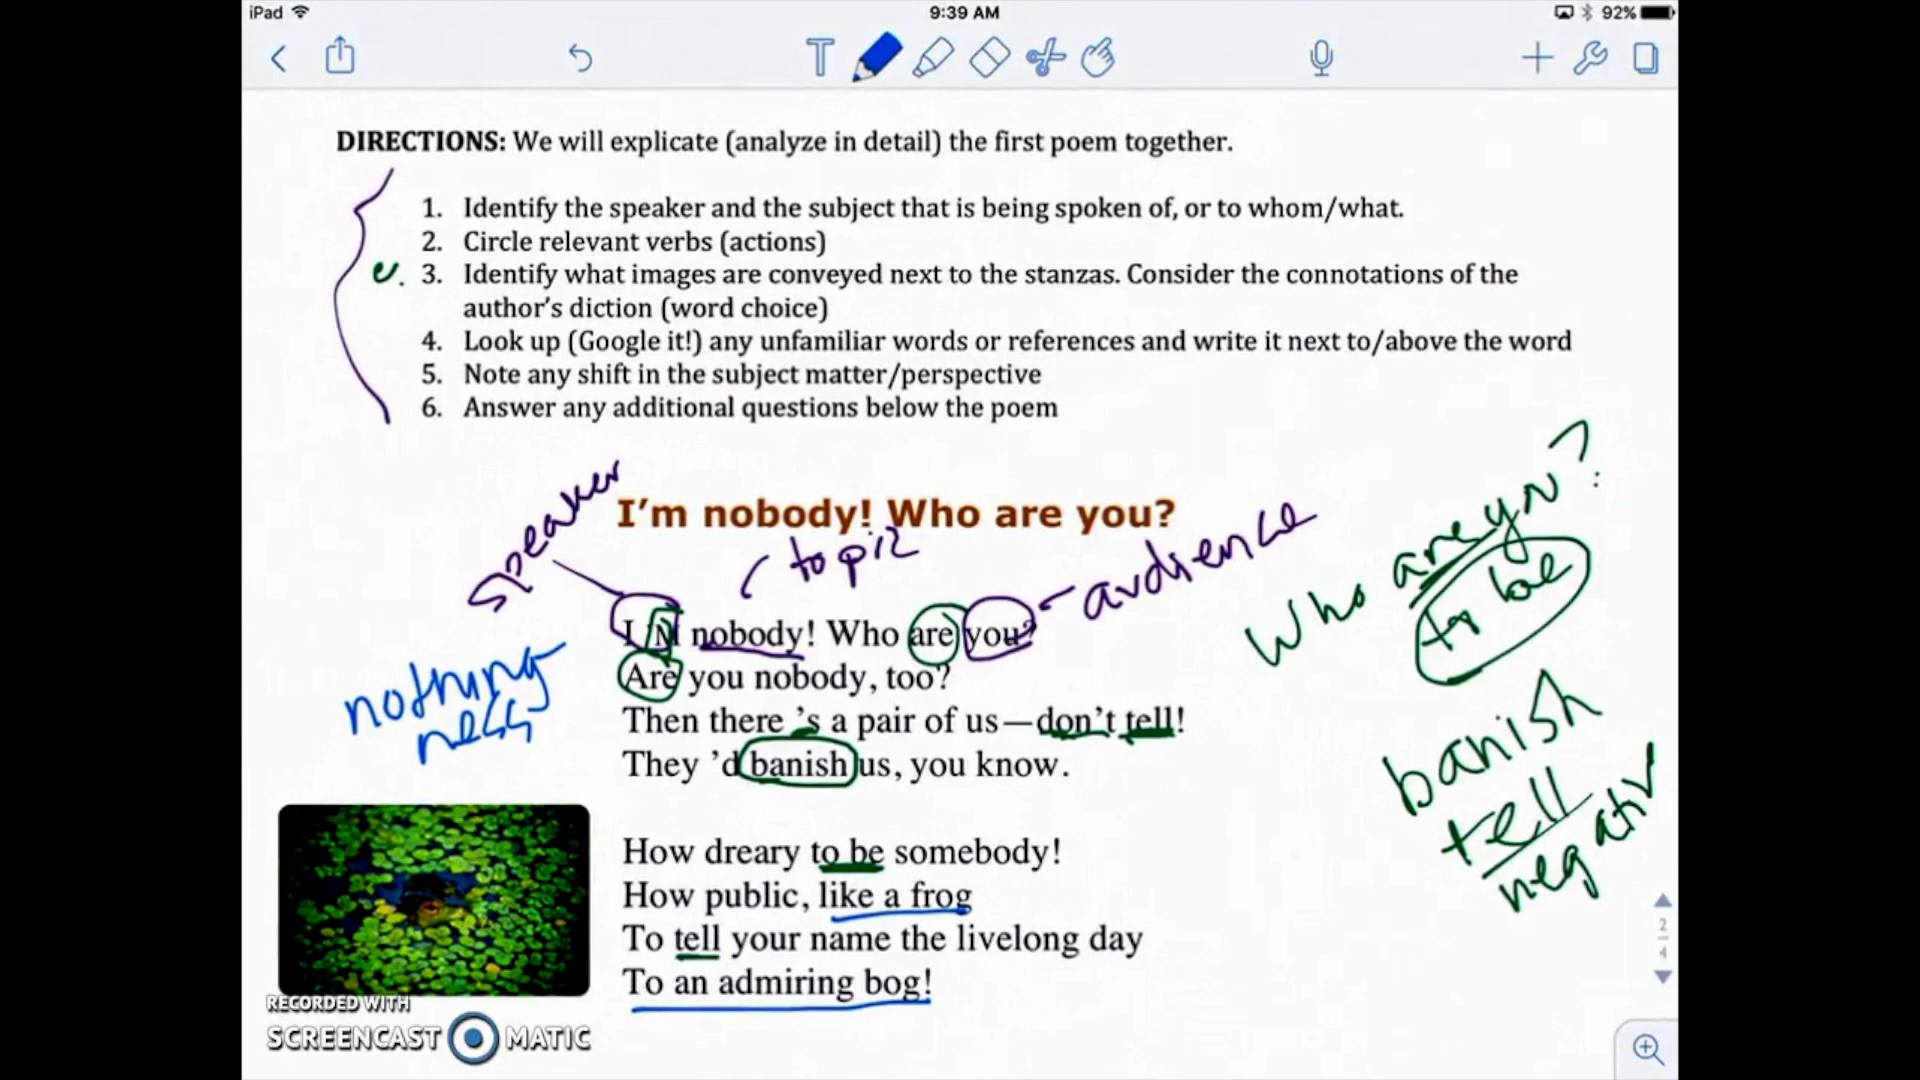 iPad 9:39 AM 92%
DIRECTIONS: We will explicate (analyze in detail) the first poem together.
1. Identify the speaker and the subject that is being spoken of, or to whom/what.
2. Circle relevant verbs (actions)
3. Identify what images are conveyed next to the stanzas. Consider the connotations of the
author's diction (word choice)
4. Look up (Google it!) any unfamiliar words or references and write it next to/above the word
5. Note any shift in the subject matter/perspective
6. Answer any additional questions below the poem
speaker
I'm nobody! Who are you?
topic
audience
Who are you?
to be
I 'M nobody! Who are you?
Are you nobody, too?
Then there 's a pair of us—don't tell!
They 'd banish us, you know.
nothing
ness
banish
tell
negativ
How dreary to be somebody!
How public, like a frog
To tell your name the livelong day
To an admiring bog!
2
4
RECORDED WITH
SCREENCAST MATIC